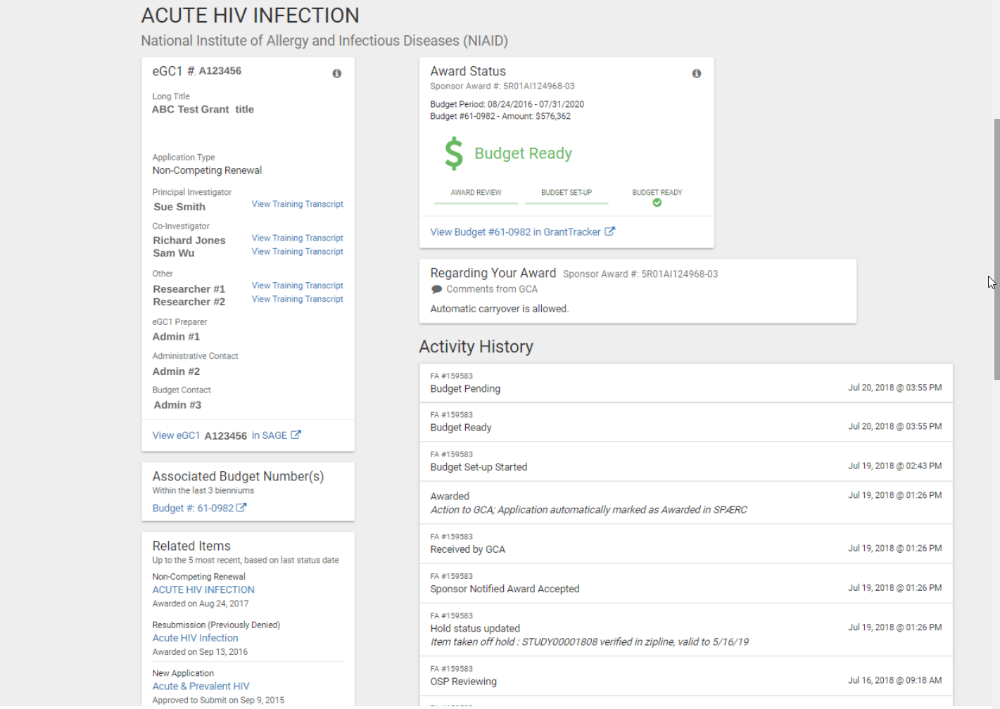 ACUTE HIV INFECTION
National Institute of Allergy and Infectious Diseases (NIAID)
eGC1 #: A123456
Long Title
ABC Test Grant title
Application Type
Non-Competing Renewal
Principal Investigator
Sue Smith View Training Transcript
Co-Investigator
Richard Jones View Training Transcript
Sam Wu View Training Transcript
Other
Researcher #1 View Training Transcript
Researcher #2 View Training Transcript
eGC1 Preparer
Admin #1
Administrative Contact
Admin #2
Budget Contact
Admin #3
View eGC1 A123456 in SAGE
Associated Budget Number(s)
Within the last 3 bienniums
Budget #: 61-0982
Related Items
Up to the 5 most recent, based on last status date
Non-Competing Renewal
ACUTE HIV INFECTION
Awarded on Aug 24, 2017
Resubmission (Previously Denied)
Acute HIV Infection
Awarded on Sep 13, 2016
New Application
Acute & Prevalent HIV
Approved to Submit on Sep 9, 2015
Award Status
Sponsor Award #: 5R01AI124968-03
Budget Period: 08/24/2016 - 07/31/2020
Budget #61-0982 - Amount: $576,362
$ Budget Ready
AWARD REVIEW BUDGET SET-UP BUDGET READY
View Budget #61-0982 in GrantTracker
Regarding Your Award Sponsor Award #: 5R01AI124968-03
Comments from GCA
Automatic carryover is allowed.
Activity History
FA #159583
Budget Pending Jul 20, 2018 @ 03:55 PM
FA #159583
Budget Ready Jul 20, 2018 @ 03:55 PM
FA #159583
Budget Set-up Started Jul 19, 2018 @ 02:43 PM
Awarded Jul 19, 2018 @ 01:26 PM
Action to GCA; Application automatically marked as Awarded in SPÆRC
FA #159583
Received by GCA Jul 19, 2018 @ 01:26 PM
FA #159583
Sponsor Notified Award Accepted Jul 19, 2018 @ 01:26 PM
FA #159583
Hold status updated Jul 19, 2018 @ 01:26 PM
Item taken off hold : STUDY00001808 verified in zipline, valid to 5/16/19
FA #159583
OSP Reviewing Jul 16, 2018 @ 09:18 AM